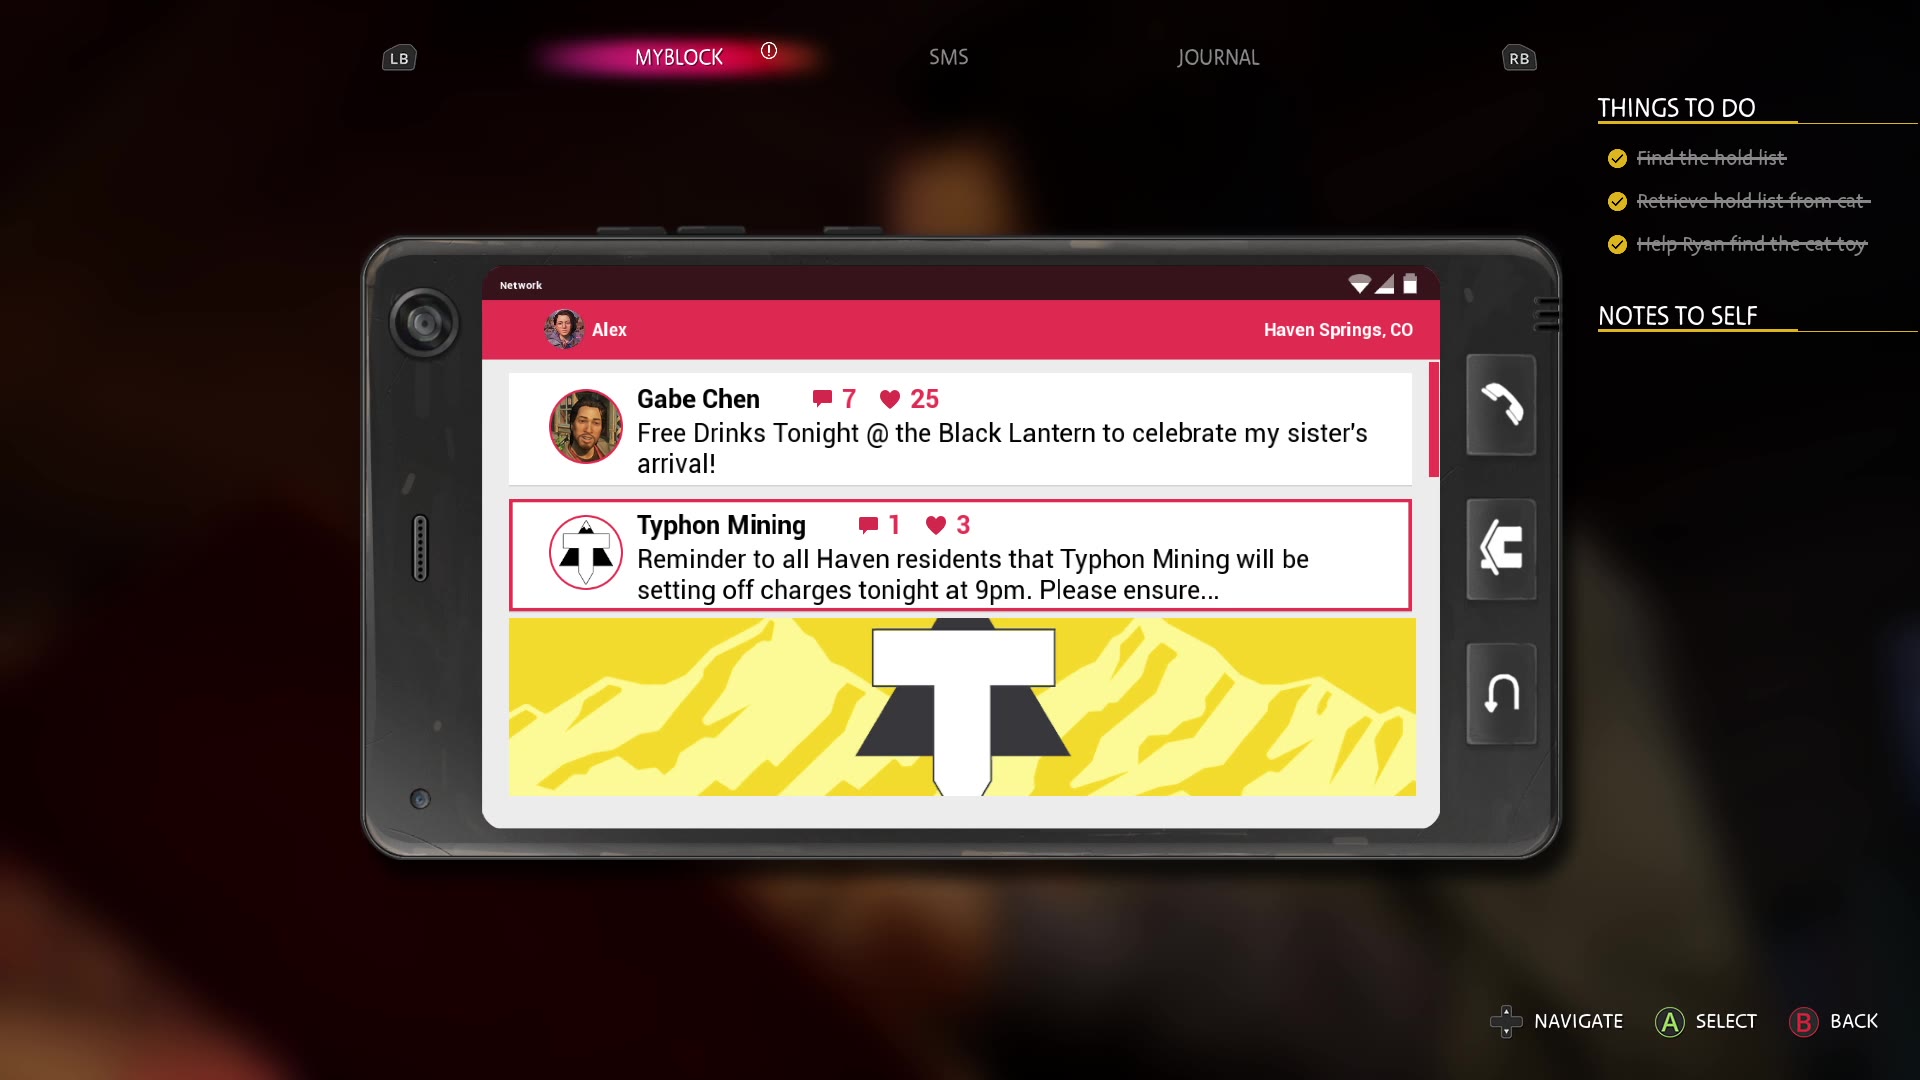 LB
MYBLOCK
SMS
JOURNAL
RB
THINGS TO DO
Find the hold list
Retrieve hold list from cat
Help Ryan find the cat toy
NOTES TO SELF
Network
Alex
Haven Springs, CO
Gabe Chen 7 25
Free Drinks Tonight @ the Black Lantern to celebrate my sister's
arrival!
Typhon Mining 1 3
Reminder to all Haven residents that Typhon Mining will be
setting off charges tonight at 9pm. Please ensure...
NAVIGATE
A SELECT
B BACK